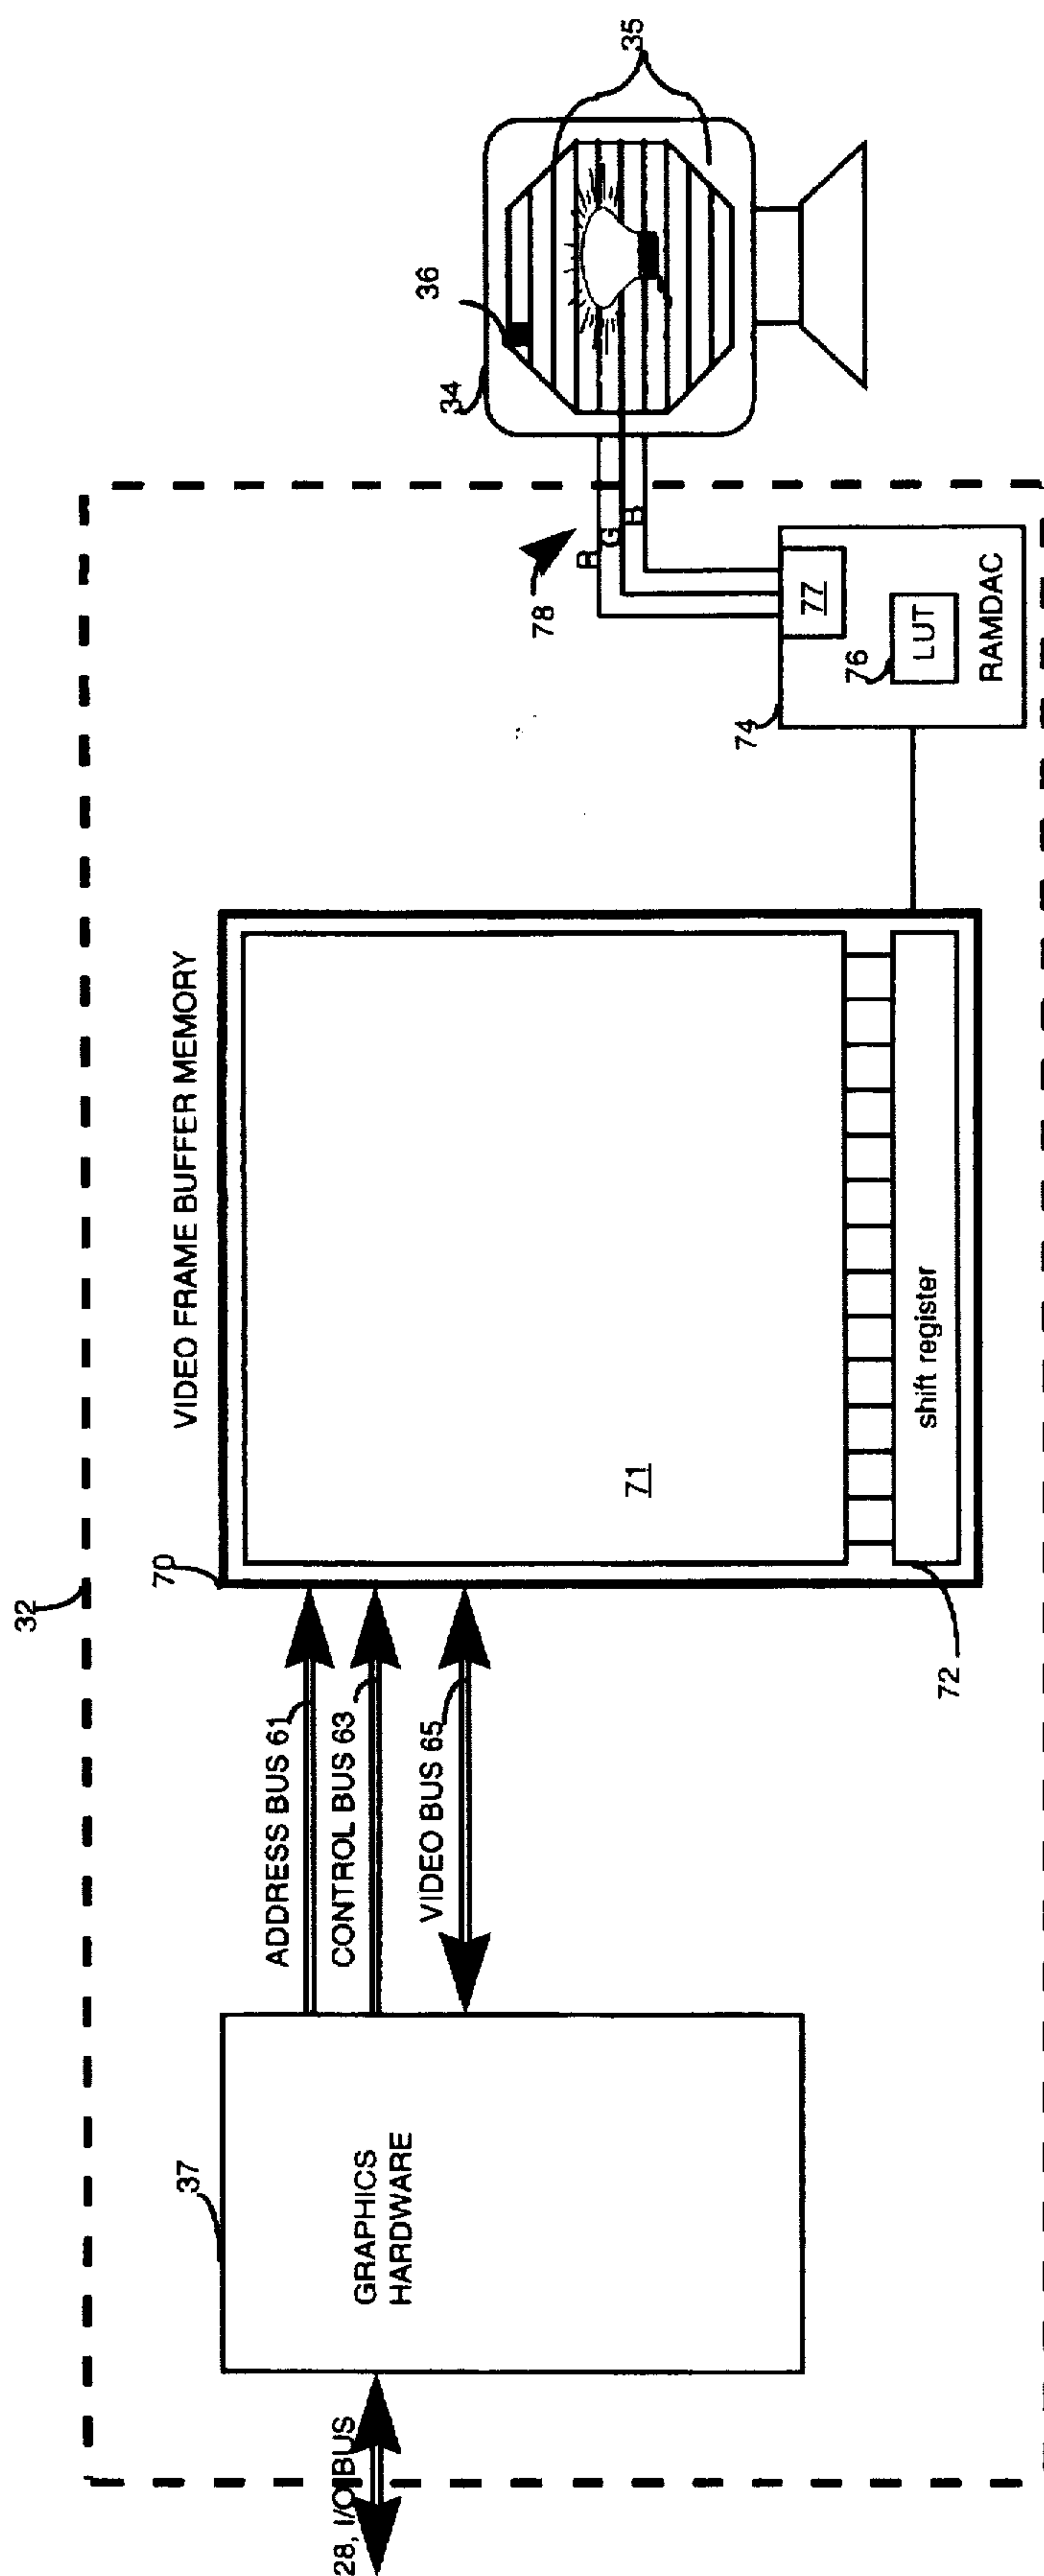 32
28, I/O BUS
37
GRAPHICS
HARDWARE
ADDRESS BUS 61
CONTROL BUS 63
VIDEO BUS 65
70
VIDEO FRAME BUFFER MEMORY
71
shift register
72
74
76
LUT
RAMDAC
77
78
R
G
B
34
36
35